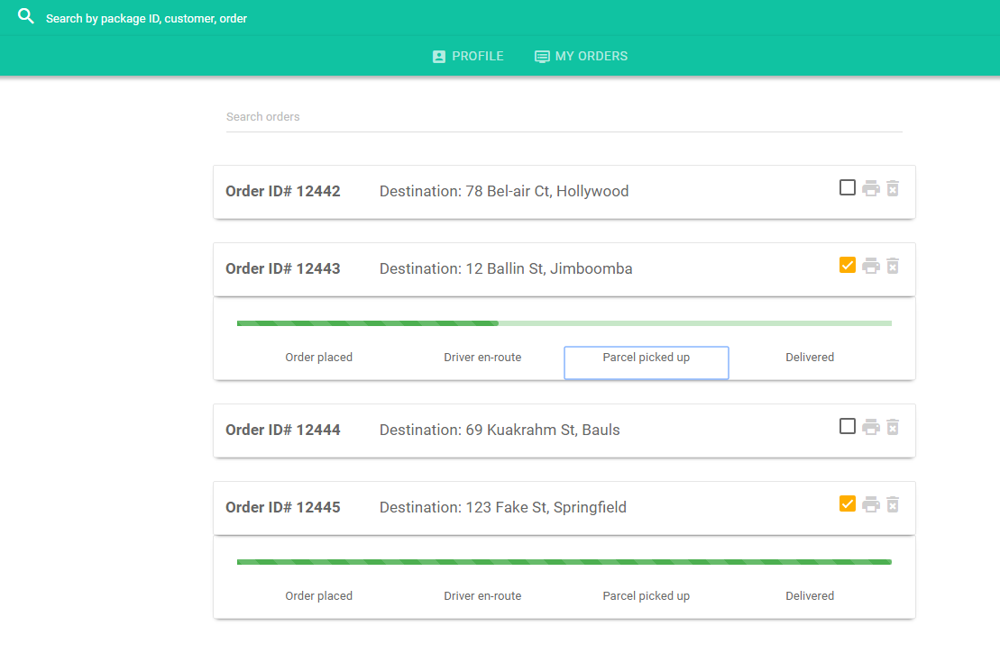 Search by package ID, customer, order
PROFILE MY ORDERS
Search orders
Order ID# 12442 Destination: 78 Bel-air Ct, Hollywood
Order ID# 12443 Destination: 12 Ballin St, Jimboomba
Order placed Driver en-route Parcel picked up Delivered
Order ID# 12444 Destination: 69 Kuakrahm St, Bauls
Order ID# 12445 Destination: 123 Fake St, Springfield
Order placed Driver en-route Parcel picked up Delivered